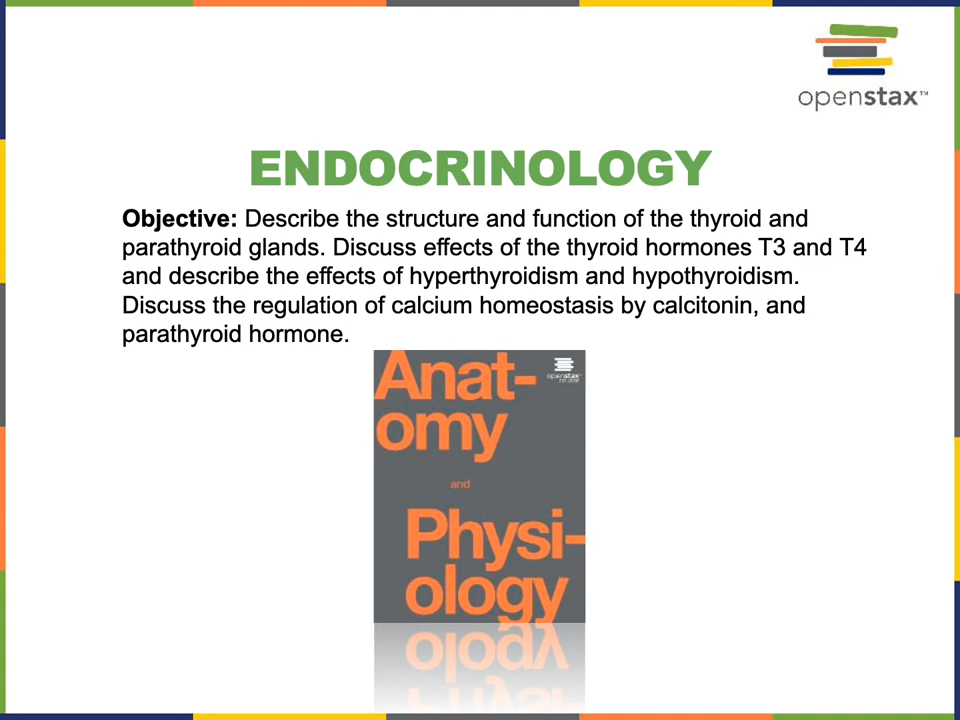 openstax™
ENDOCRINOLOGY
Objective: Describe the structure and function of the thyroid and
parathyroid glands. Discuss effects of the thyroid hormones T3 and T4
and describe the effects of hyperthyroidism and hypothyroidism.
Discuss the regulation of calcium homeostasis by calcitonin, and
parathyroid hormone.
openstax
Anat-
omy
and
Physi-
ology